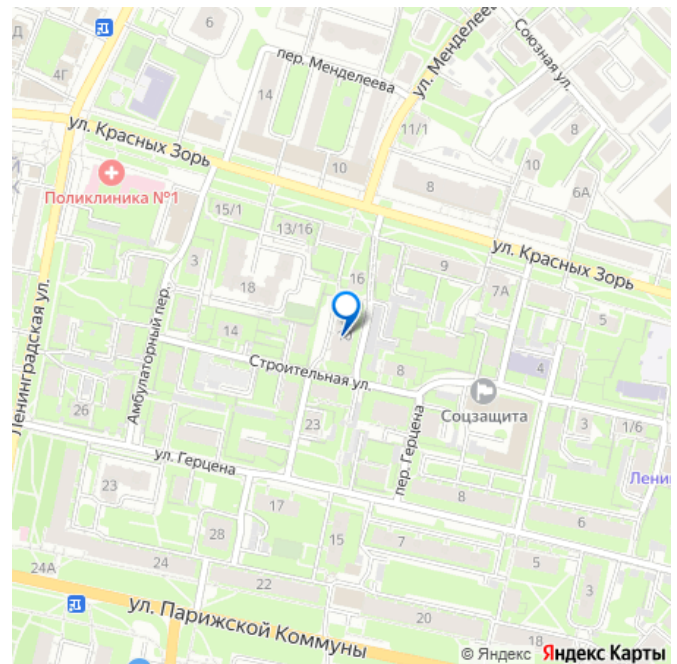 6
Д
4Г
пер. Менделеева
ул. Менделеева
Союзная ул.
14
11/1
8
ул. Красных Зорь
10
10
8
6А
Поликлиника №1
15/1
13/16
ул. Красных Зорь
3
16
9
18
7А
5
Ленинградская ул.
Амбулаторный пер.
14
Строительная ул.
8
4
26
23
Соцзащита
3
1/6
ул. Герцена
пер. Герцена
Лени
23
17
8
6
28
15
7
5
24А
24
22
3
20
18
ул. Парижской Коммуны
© Яндекс Яндекс Карты